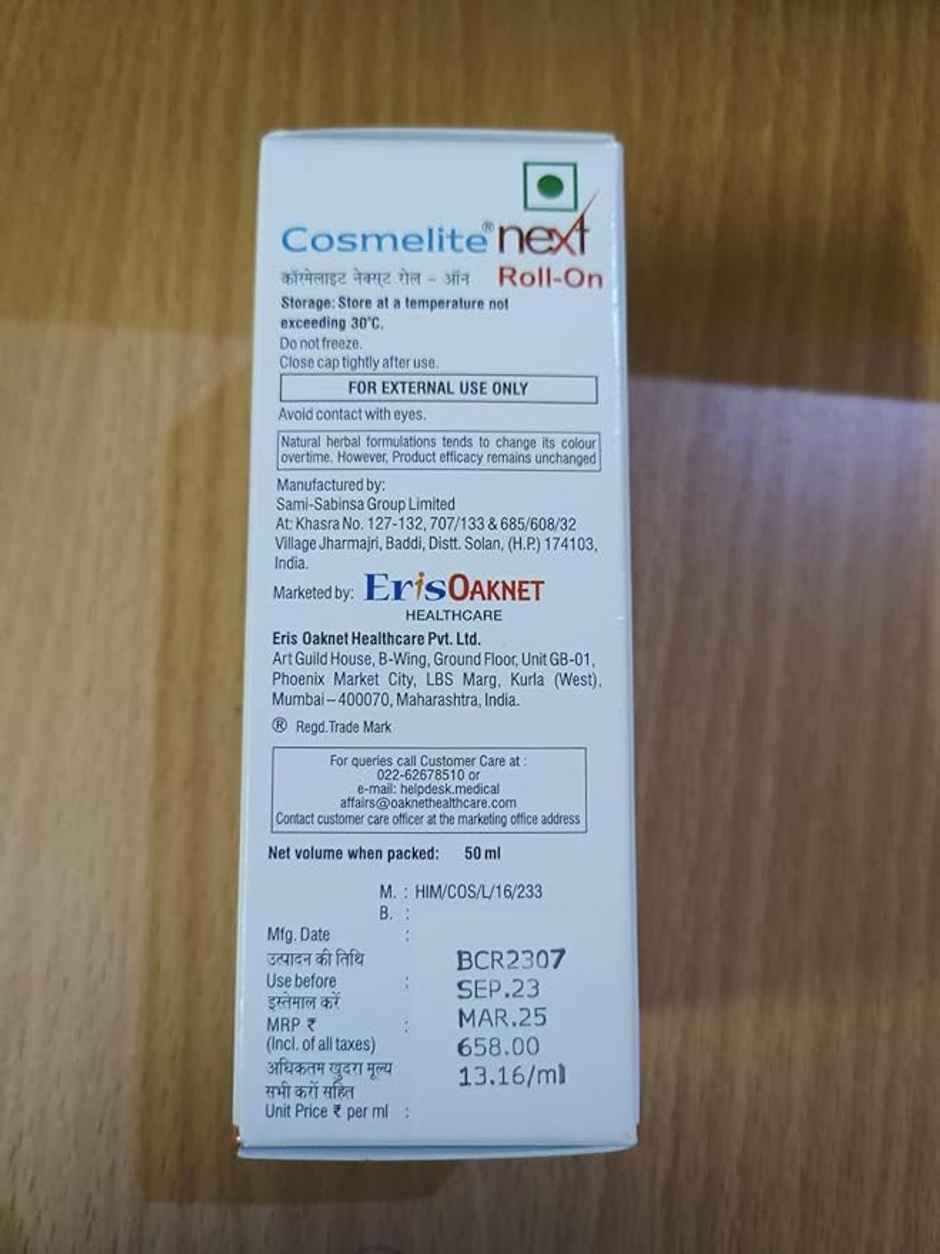 Cosmelite® next
कॉस्मेलाइट नेक्स्ट रोल - ऑन Roll-On
Storage: Store at a temperature not
exceeding 30°C.
Do not freeze.
Close cap tightly after use.
FOR EXTERNAL USE ONLY
Avoid contact with eyes.
Natural herbal formulations tends to change its colour
overtime. However, Product efficacy remains unchanged
Manufactured by:
Sami-Sabinsa Group Limited
At: Khasra No. 127-132, 707/133 & 685/608/32
Village Jharmajri, Baddi, Distt. Solan, (H.P.) 174103,
India.
Marketed by: ErisOAKNET
HEALTHCARE
Eris Oaknet Healthcare Pvt. Ltd.
Art Guild House, B-Wing, Ground Floor, Unit GB-01,
Phoenix Market City, LBS Marg, Kurla (West),
Mumbai – 400070, Maharashtra, India.
® Regd. Trade Mark
For queries call Customer Care at :
022-62678510 or
e-mail: helpdesk.medical
affairs@oaknethealthcare.com
Contact customer care officer at the marketing office address
Net volume when packed: 50 ml
M. : HIM/COS/L/16/233
B. :
Mfg. Date :
उत्पादन की तिथि BCR2307
Use before :
SEP.23
इस्तेमाल करें
MRP ₹ : MAR.25
(Incl. of all taxes) 658.00
अधिकतम खुदरा मूल्य 13.16/ml
सभी करों सहित
Unit Price ₹ per ml :